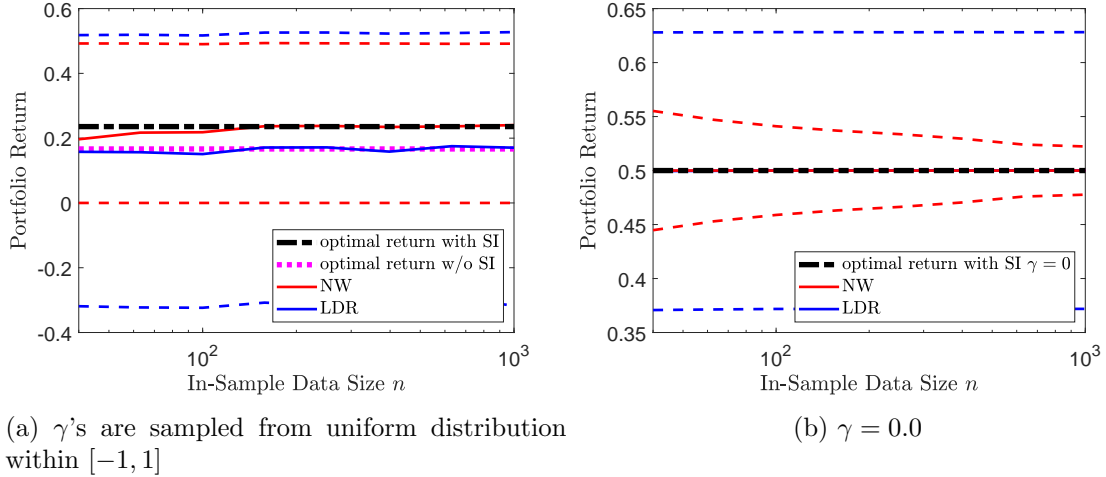 0.6
0.4
0.2
0
-0.2
-0.4
Portfolio Return
10^2
10^3
In-Sample Data Size n
optimal return with SI
optimal return w/o SI
NW
LDR
0.65
0.6
0.55
0.5
0.45
0.4
0.35
Portfolio Return
10^2
10^3
In-Sample Data Size n
optimal return with SI γ = 0
NW
LDR
(a) γ's are sampled from uniform distribution
within [−1, 1]
(b) γ = 0.0